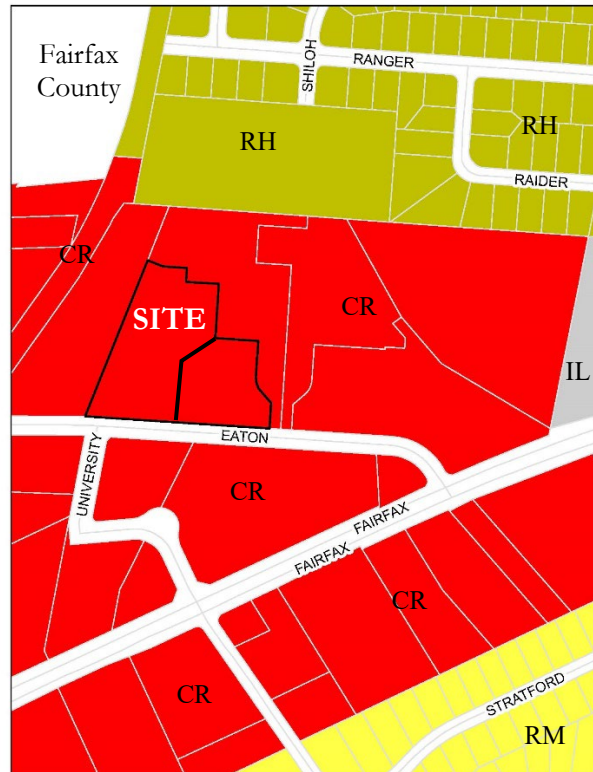 Fairfax
County
SHILOH
RANGER
RH
RH
RAIDER
CR
SITE
CR
IL
EATON
UNIVERSITY
CR
FAIRFAX
FAIRFAX
CR
CR
STRATFORD
RM